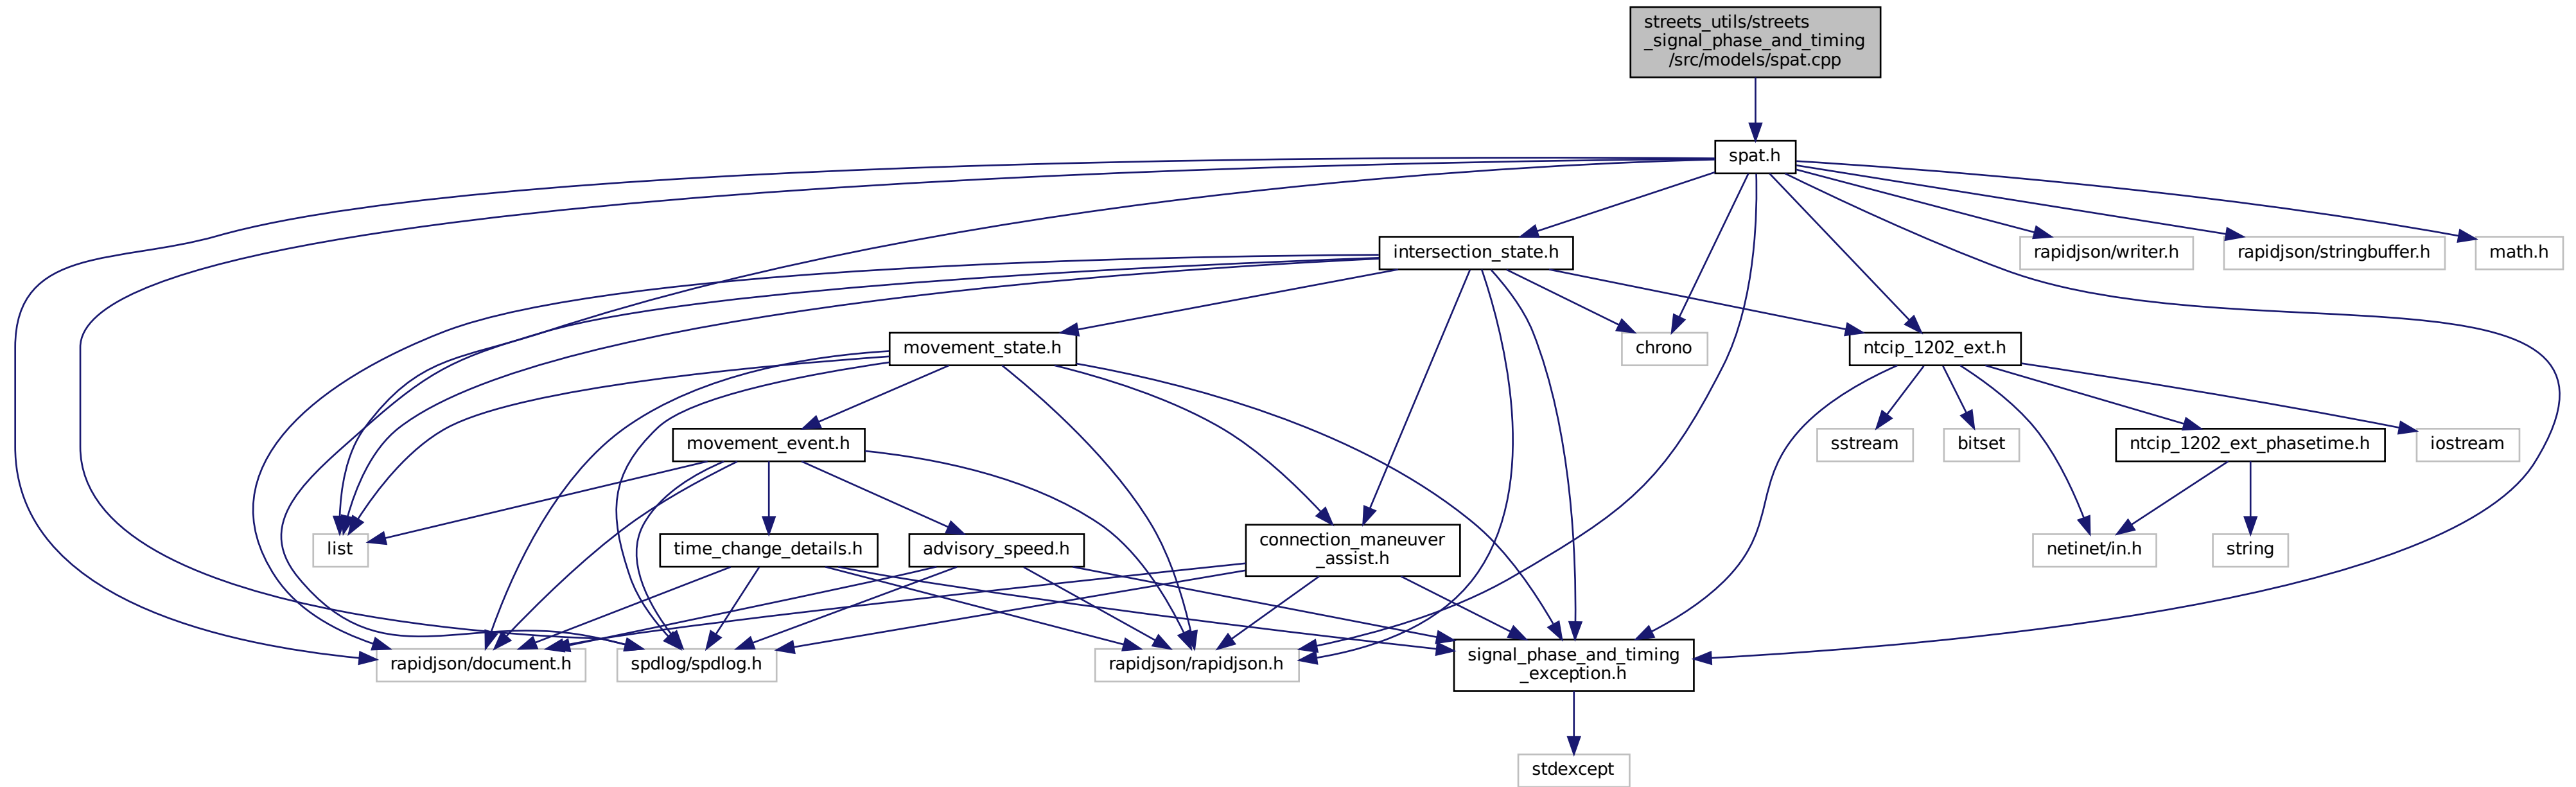 streets_utils/streets
_signal_phase_and_timing
/src/models/spat.cpp
spat.h
intersection_state.h
rapidjson/writer.h
rapidjson/stringbuffer.h
math.h
movement_state.h
chrono
ntcip_1202_ext.h
movement_event.h
sstream
bitset
ntcip_1202_ext_phasetime.h
iostream
list
time_change_details.h
advisory_speed.h
connection_maneuver
_assist.h
netinet/in.h
string
rapidjson/document.h
spdlog/spdlog.h
rapidjson/rapidjson.h
signal_phase_and_timing
_exception.h
stdexcept